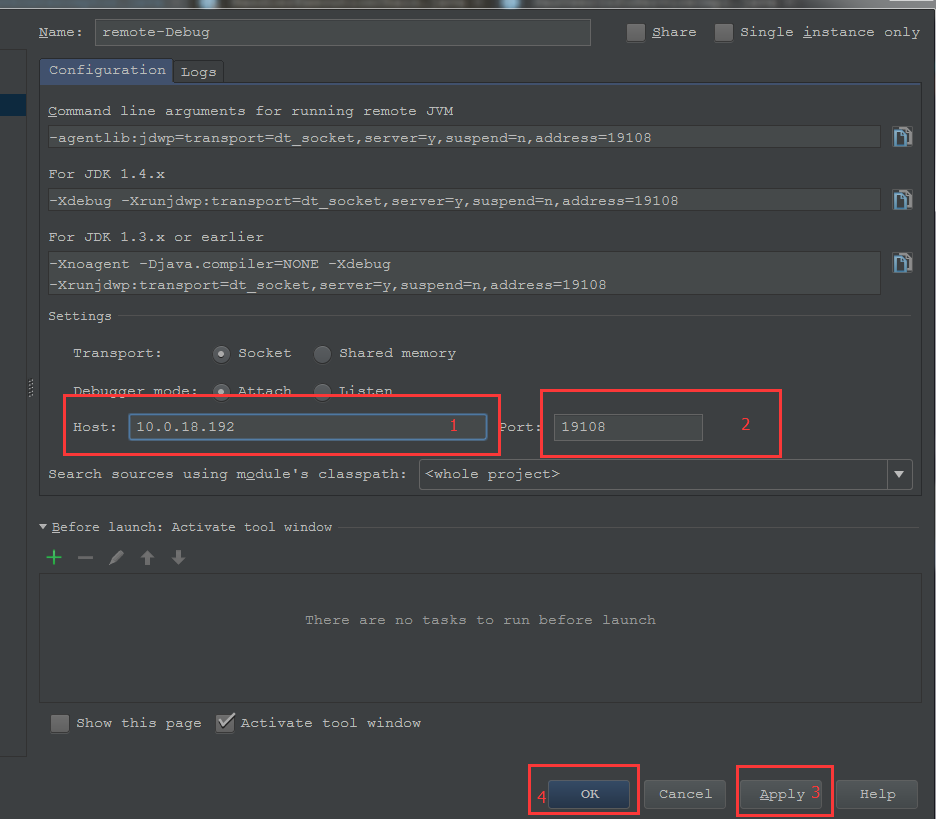 Name: remote-Debug Share Single instance only
Configuration Logs
Command line arguments for running remote JVM
-agentlib:jdwp=transport=dt_socket,server=y,suspend=n,address=19108
For JDK 1.4.x
-Xdebug -Xrunjdwp:transport=dt_socket,server=y,suspend=n,address=19108
For JDK 1.3.x or earlier
-Xnoagent -Djava.compiler=NONE -Xdebug
-Xrunjdwp:transport=dt_socket,server=y,suspend=n,address=19108
Settings
Transport: Socket Shared memory
Debugger mode: Attach Listen
Host: 10.0.18.192 1 Port: 19108 2
Search sources using module's classpath: <whole project>
Before launch: Activate tool window
There are no tasks to run before launch
Show this page Activate tool window
4 OK Cancel Apply 3 Help